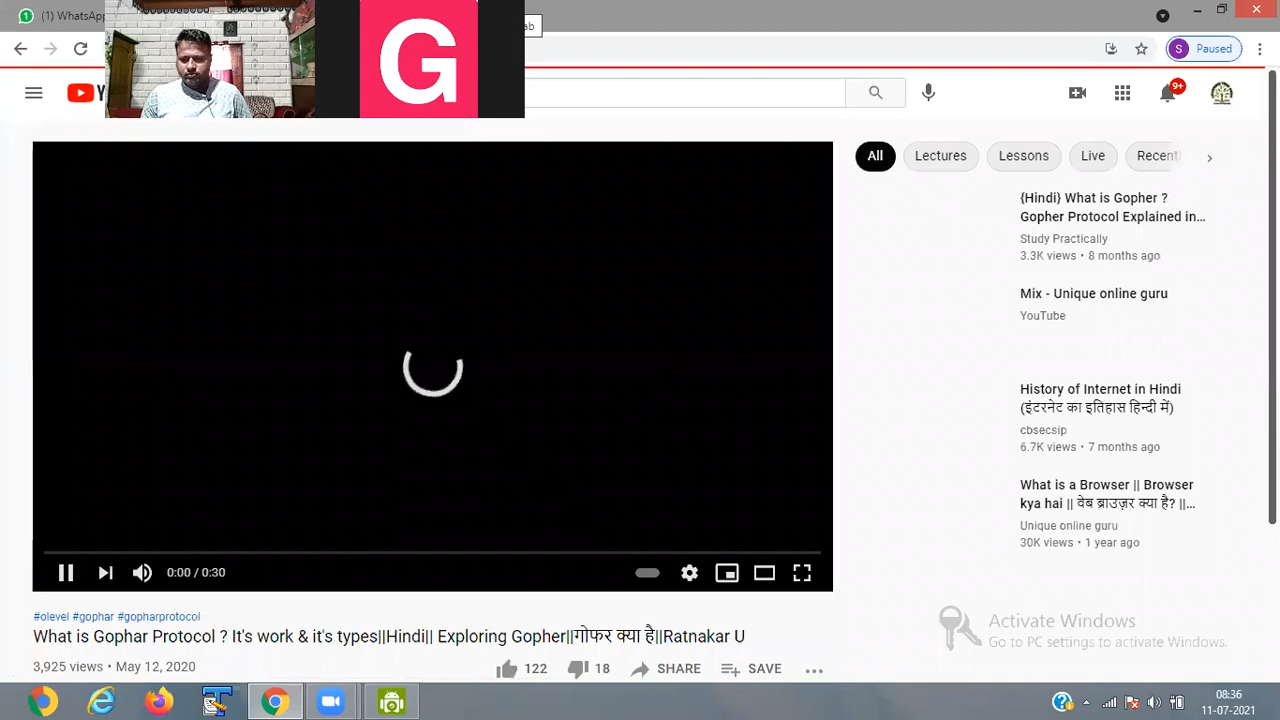 (1) WhatsApp
ab
G
Paused
Y
9+
All
Lectures
Lessons
Live
Recent
{Hindi} What is Gopher ?
Gopher Protocol Explained in...
Study Practically
3.3K views • 8 months ago
Mix - Unique online guru
YouTube
History of Internet in Hindi
(इंटरनेट का इतिहास हिन्दी में)
cbsecsip
6.7K views • 7 months ago
What is a Browser || Browser
kya hai || वेब ब्राउज़र क्या है? ||...
Unique online guru
30K views • 1 year ago
0:00 / 0:30
#olevel #gophar #gopharprotocol
What is Gophar Protocol ? It's work & it's types||Hindi|| Exploring Gopher||गोफर क्या है||Ratnakar U
3,925 views • May 12, 2020
122
18
SHARE
SAVE
Activate Windows
Go to PC settings to activate Windows.
08:36
11-07-2021